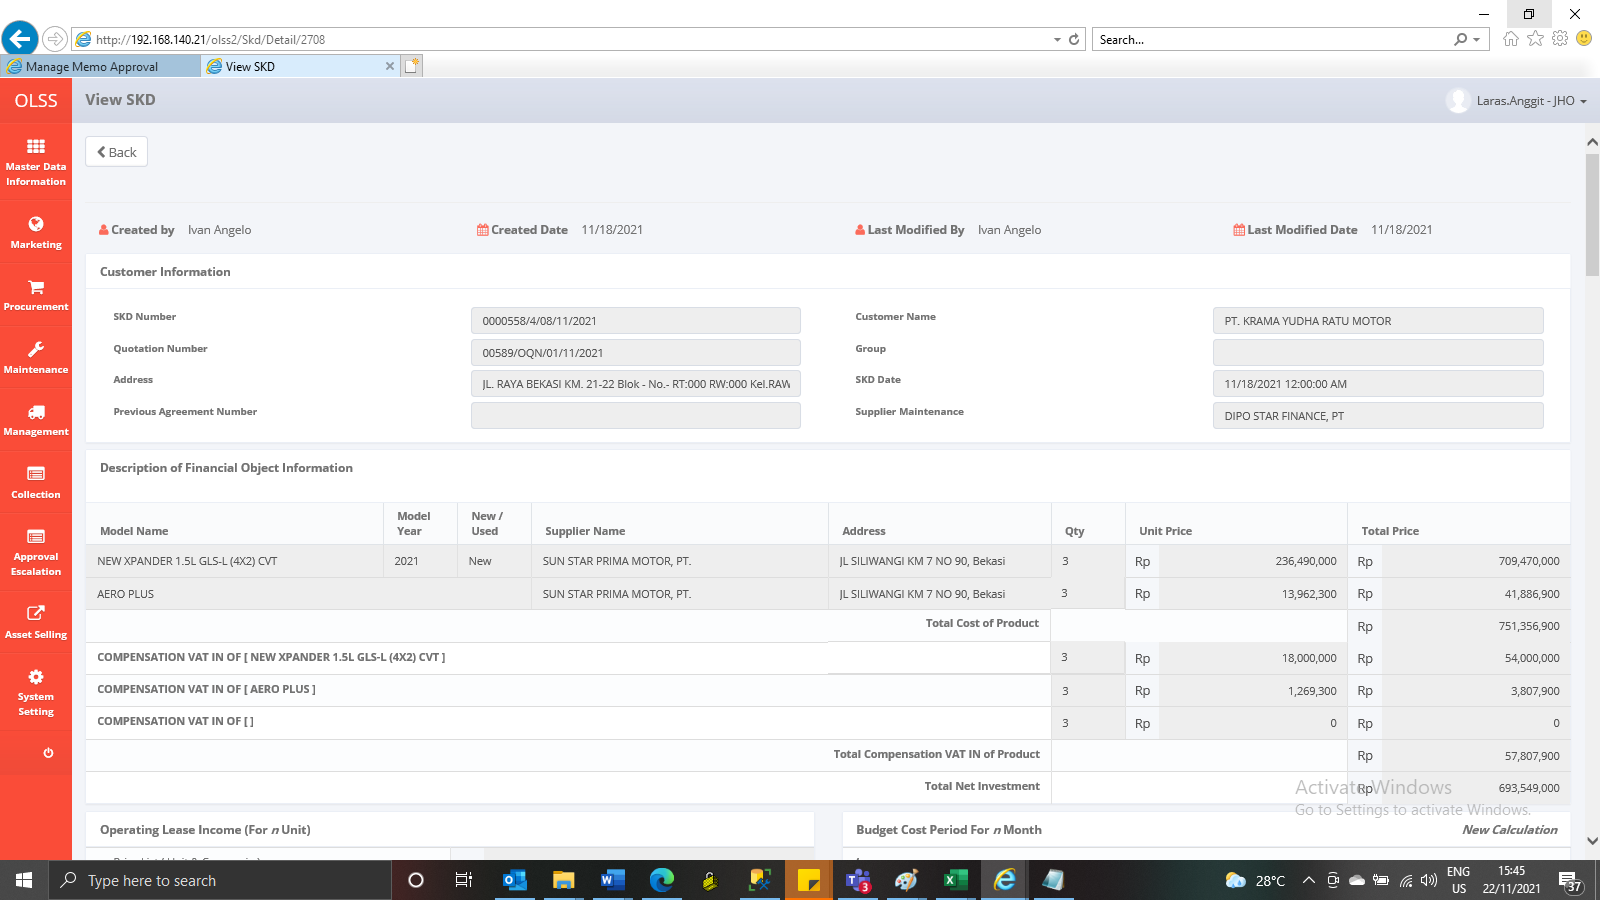 http://192.168.140.21/olss2/Skd/Detail/2708
Search...
Manage Memo Approval
View SKD
OLSS
View SKD
Laras.Anggit - JHO
Back
Master Data
Information
Marketing
Procurement
Maintenance
Management
Collection
Approval
Escalation
Asset Selling
System
Setting
Created by Ivan Angelo
Created Date 11/18/2021
Last Modified By Ivan Angelo
Last Modified Date 11/18/2021
Customer Information
SKD Number 0000558/4/08/11/2021
Customer Name PT. KRAMA YUDHA RATU MOTOR
Quotation Number 00589/OQN/01/11/2021
Group
Address JL. RAYA BEKASI KM. 21-22 Blok - No.- RT:000 RW:000 Kel.RAW
SKD Date 11/18/2021 12:00:00 AM
Previous Agreement Number
Supplier Maintenance DIPO STAR FINANCE, PT
Description of Financial Object Information
Model Name Model Year New / Used Supplier Name Address Qty Unit Price Total Price
NEW XPANDER 1.5L GLS-L (4X2) CVT 2021 New SUN STAR PRIMA MOTOR, PT. JL SILIWANGI KM 7 NO 90, Bekasi 3 Rp 236,490,000 Rp 709,470,000
AERO PLUS SUN STAR PRIMA MOTOR, PT. JL SILIWANGI KM 7 NO 90, Bekasi 3 Rp 13,962,300 Rp 41,886,900
Total Cost of Product Rp 751,356,900
COMPENSATION VAT IN OF [ NEW XPANDER 1.5L GLS-L (4X2) CVT ] 3 Rp 18,000,000 Rp 54,000,000
COMPENSATION VAT IN OF [ AERO PLUS ] 3 Rp 1,269,300 Rp 3,807,900
COMPENSATION VAT IN OF [ ] 3 Rp 0 Rp 0
Total Compensation VAT IN of Product Rp 57,807,900
Total Net Investment Rp 693,549,000
Activate Windows
Go to Settings to activate Windows.
Operating Lease Income (For n Unit)
Budget Cost Period For n Month New Calculation
Type here to search
3
28°C
ENG
US
15:45
22/11/2021
37